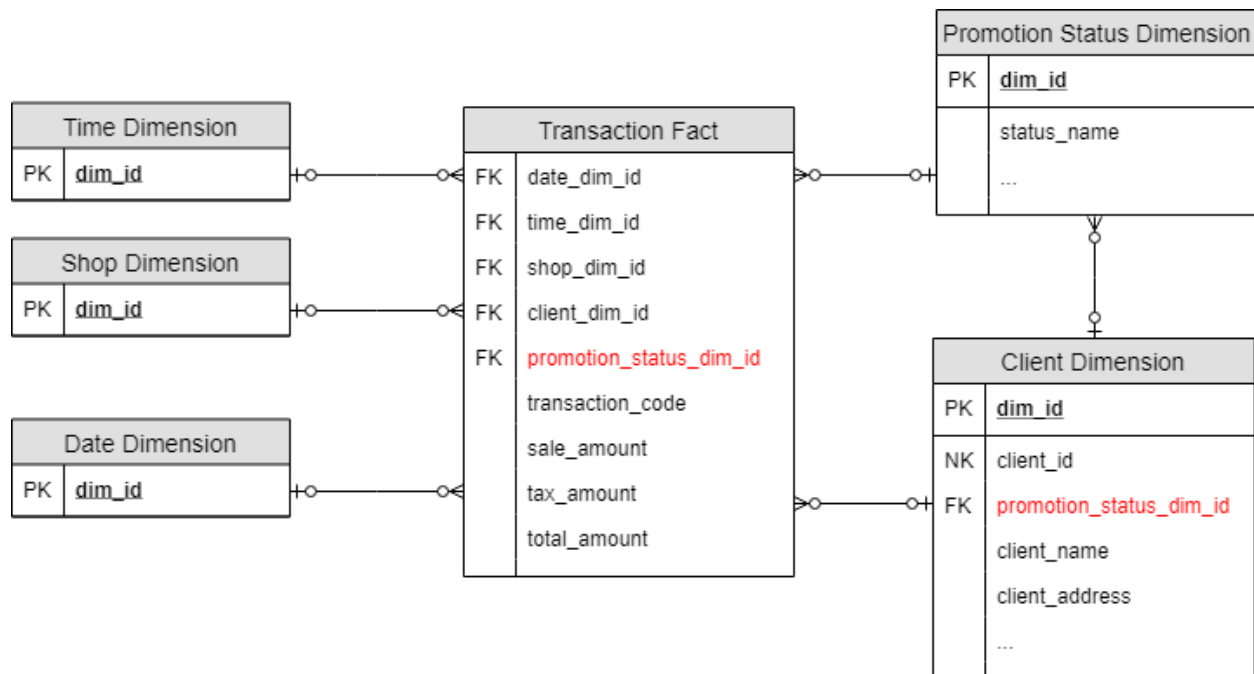 Time Dimension
PK dim_id
Shop Dimension
PK dim_id
Date Dimension
PK dim_id
Transaction Fact
FK date_dim_id
FK time_dim_id
FK shop_dim_id
FK client_dim_id
FK promotion_status_dim_id
transaction_code
sale_amount
tax_amount
total_amount
Promotion Status Dimension
PK dim_id
status_name
...
Client Dimension
PK dim_id
NK client_id
FK promotion_status_dim_id
client_name
client_address
...